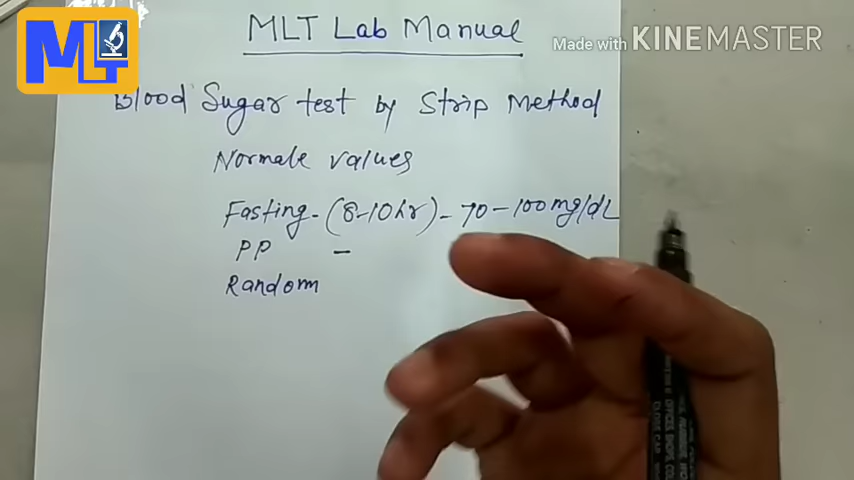 MLT Lab Manual
Made with KINEMASTER
MLT
Blood Sugar test by Strip Method
Normale values
Fasting - (8-10hr) - 70 - 100mg/dL
PP -
Random